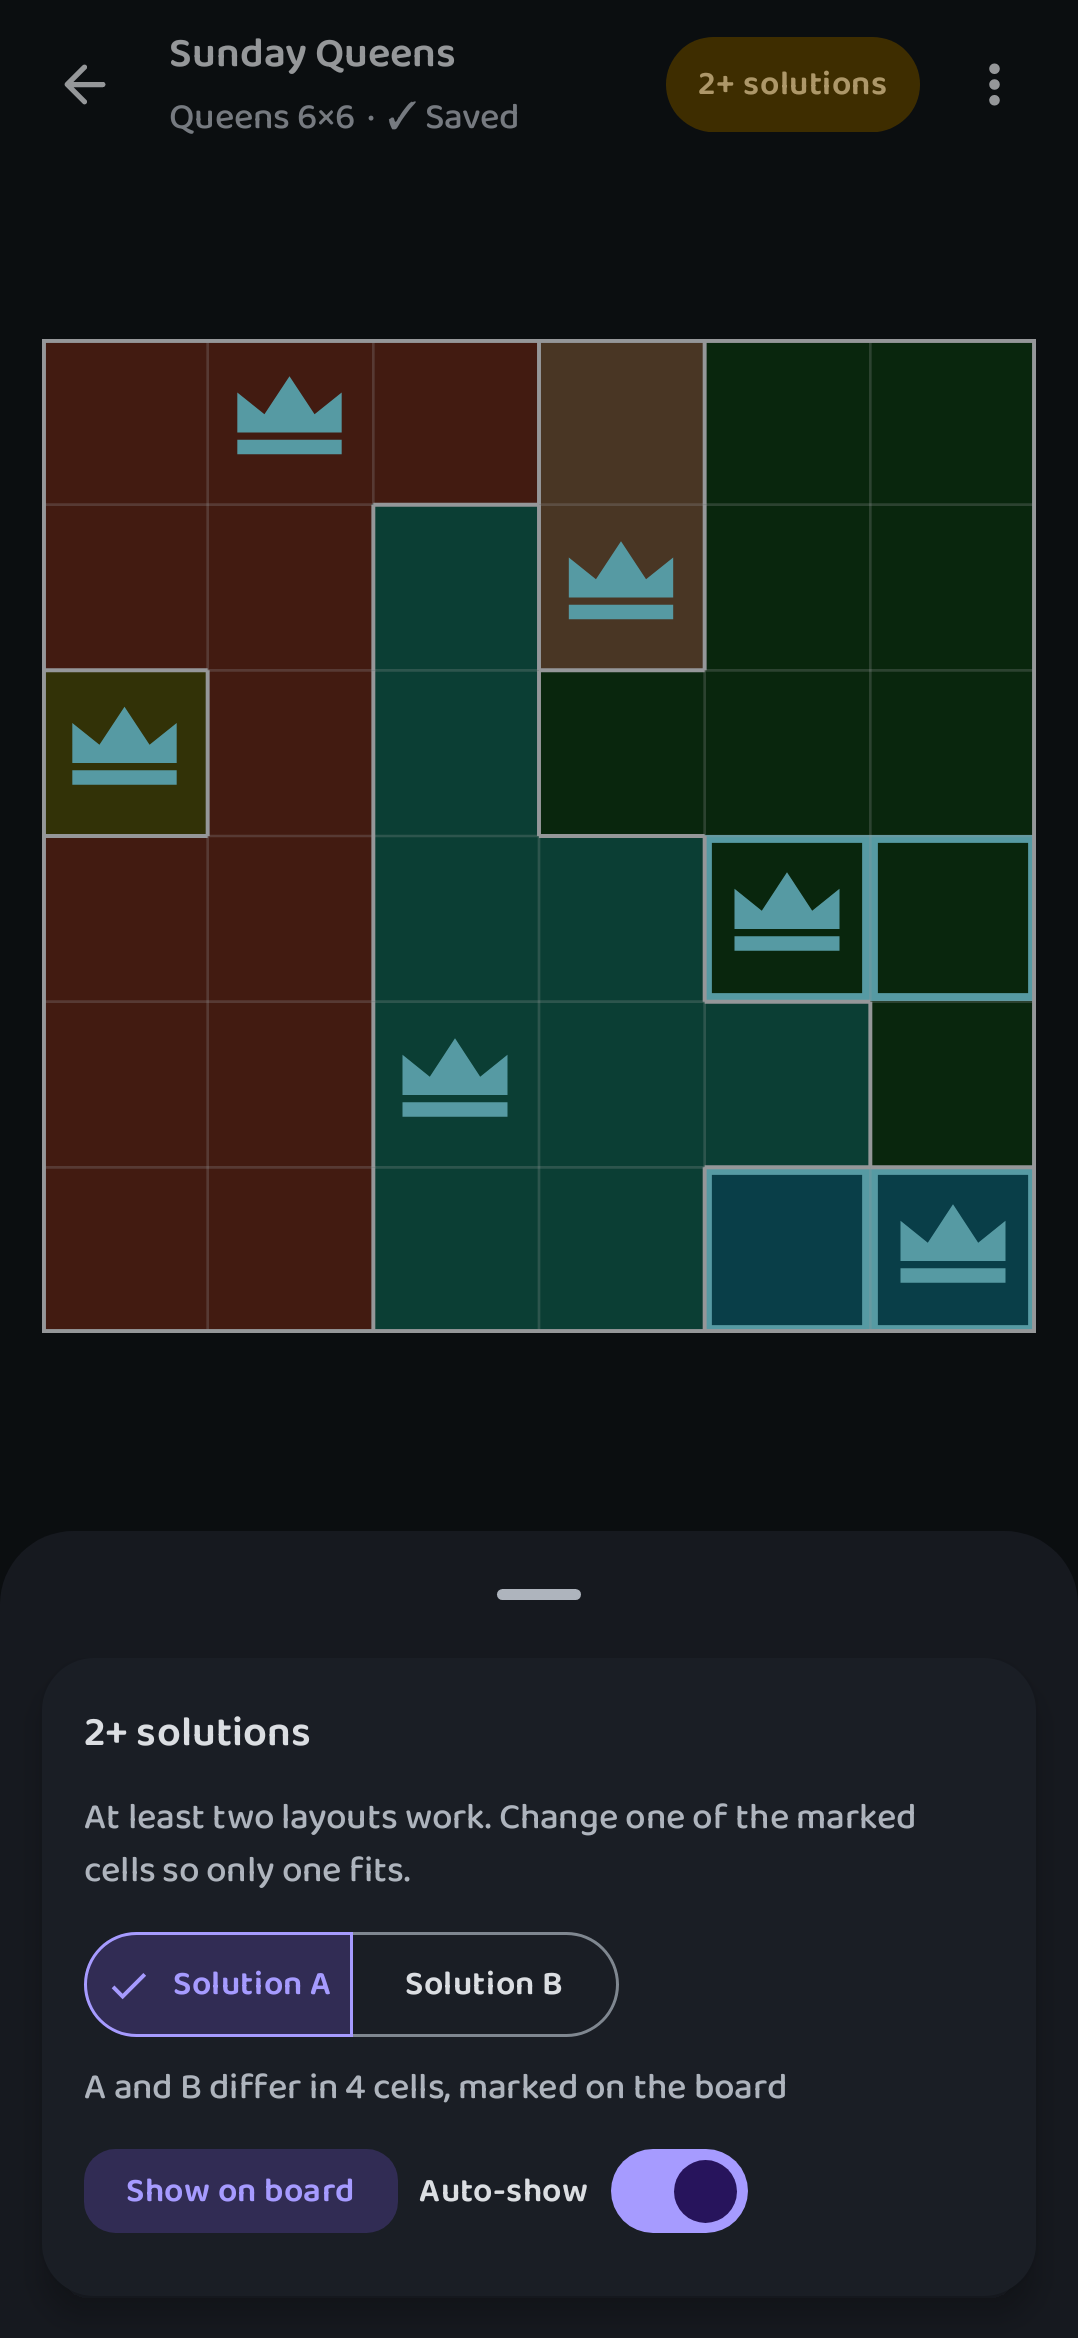 Sunday Queens
Queens 6×6 · ✓ Saved
2+ solutions
2+ solutions
At least two layouts work. Change one of the marked
cells so only one fits.
Solution A
Solution B
A and B differ in 4 cells, marked on the board
Show on board
Auto-show